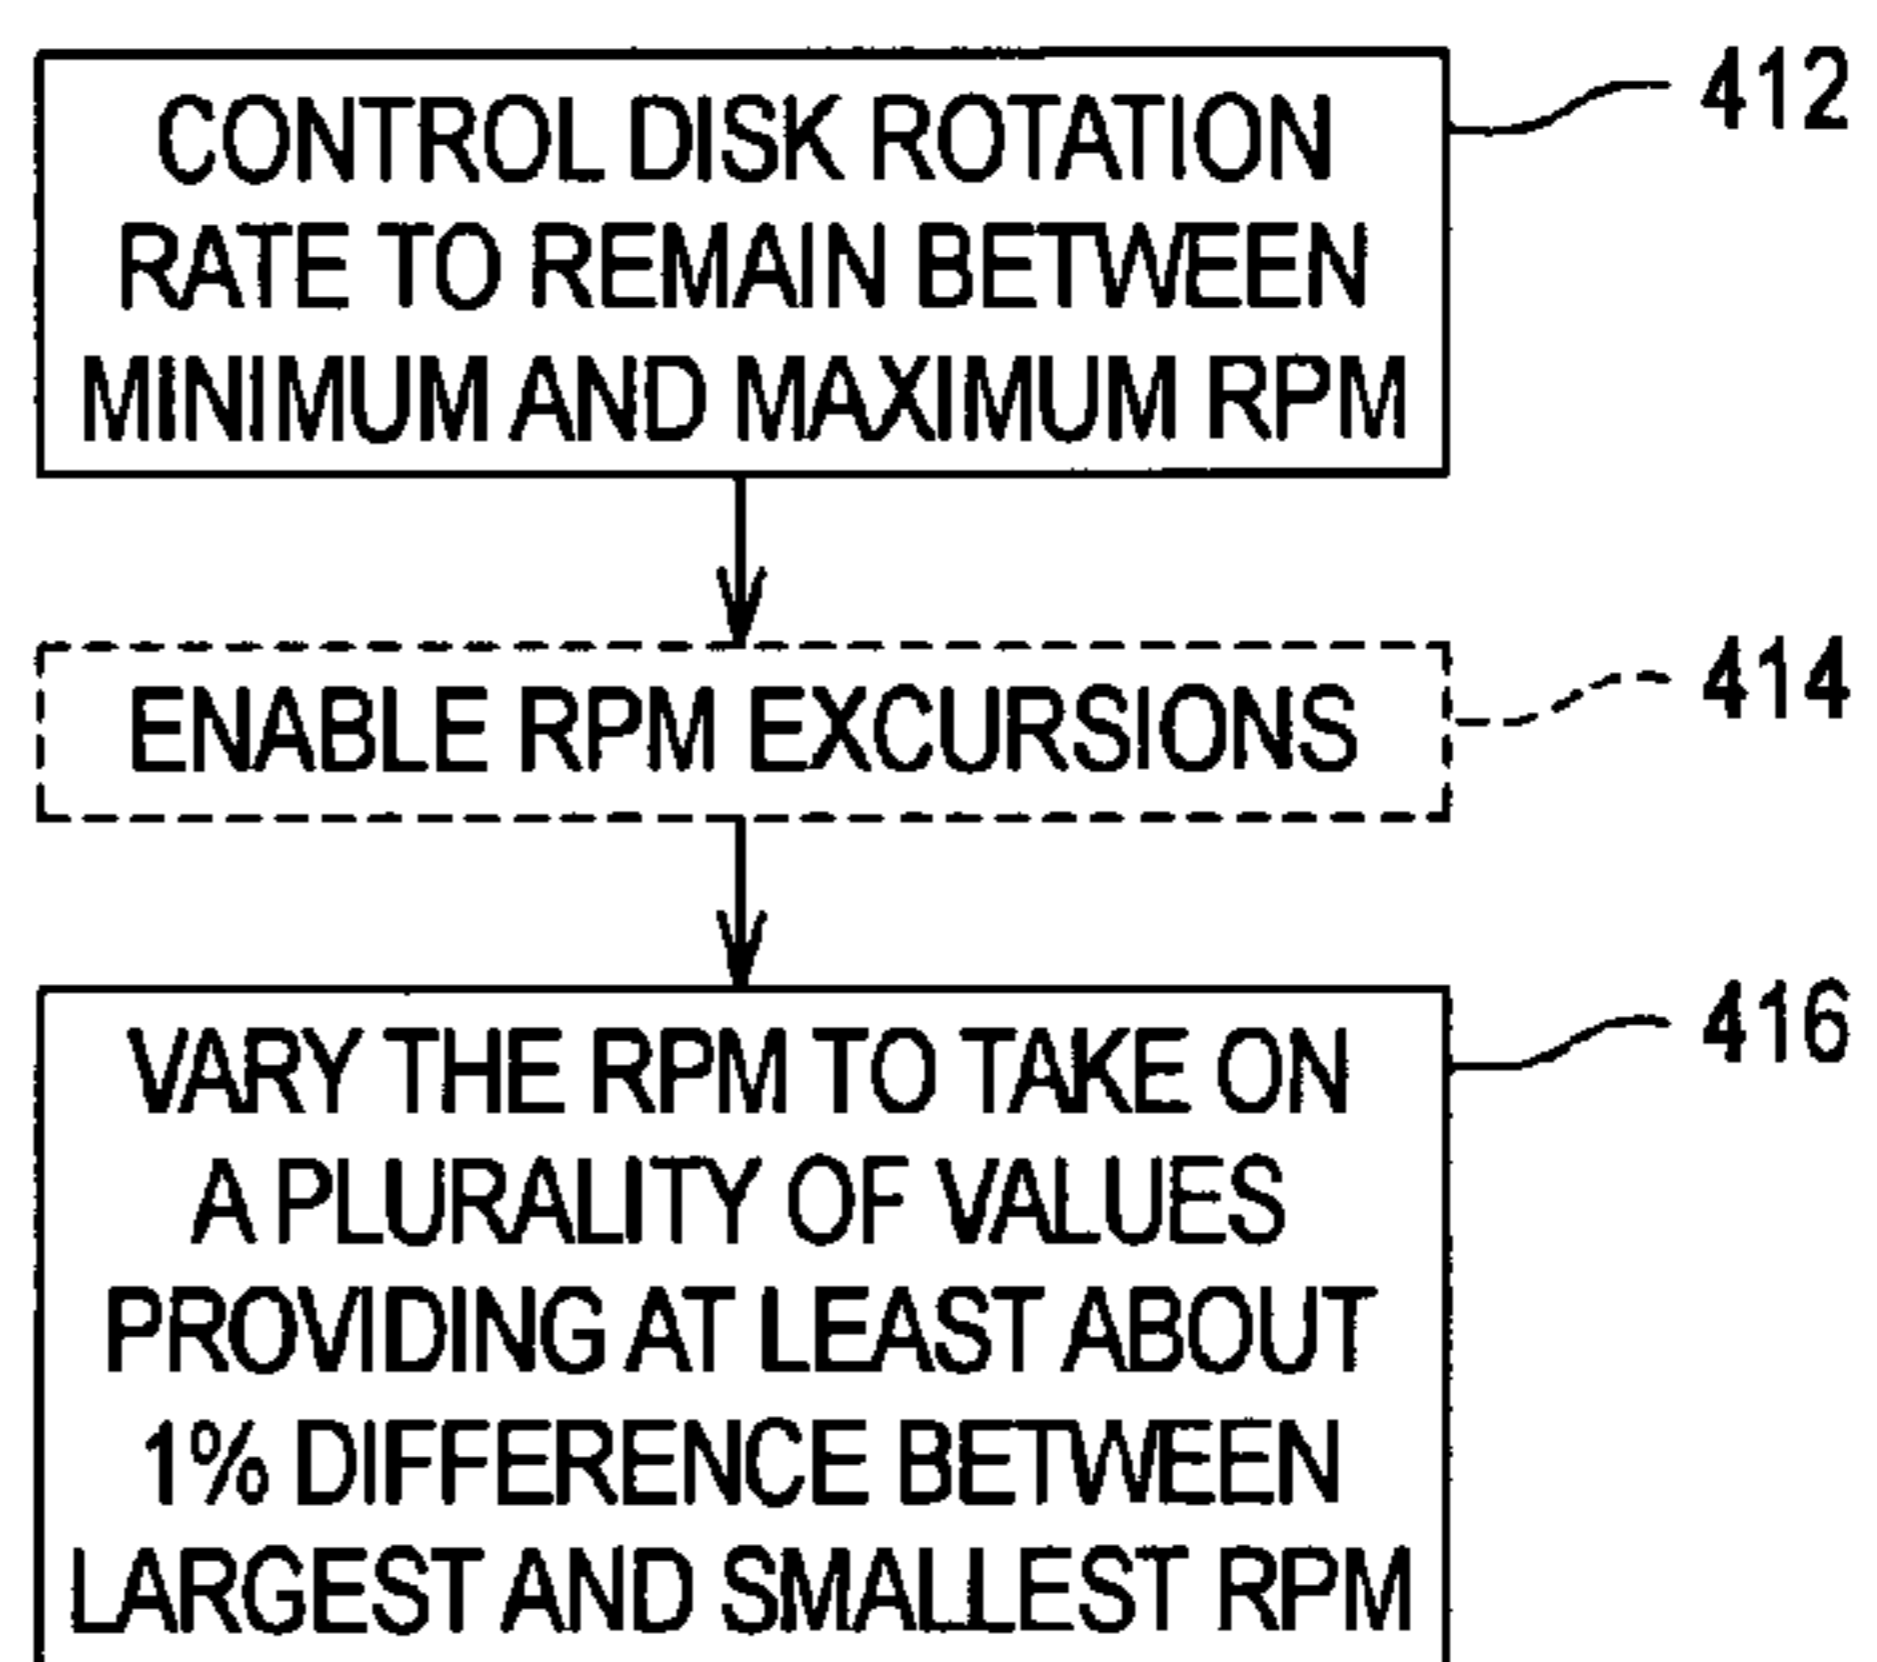 CONTROL DISK ROTATION
RATE TO REMAIN BETWEEN
MINIMUM AND MAXIMUM RPM
412
ENABLE RPM EXCURSIONS
414
VARY THE RPM TO TAKE ON
A PLURALITY OF VALUES
PROVIDING AT LEAST ABOUT
1% DIFFERENCE BETWEEN
LARGEST AND SMALLEST RPM
416